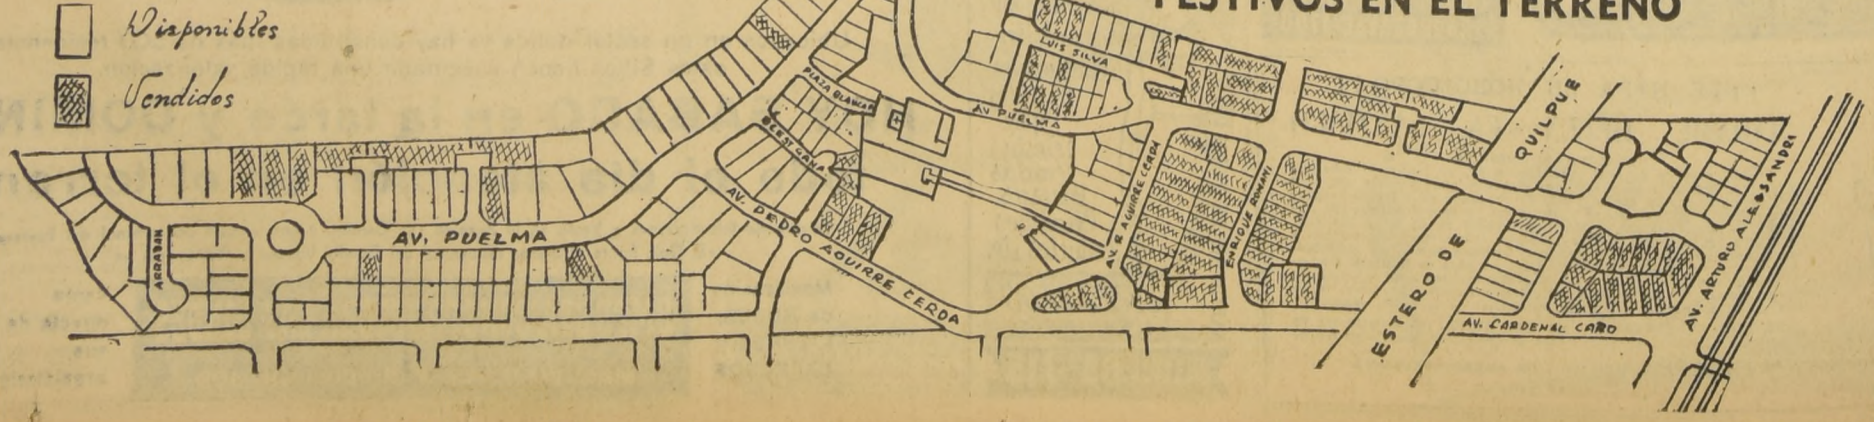 FESTIVOS EN EL TERRENO
Disponibles
Vendidos
LUIS SILVA
PLAZA BLANCAS
AV. PUELMA
BLEST GANA
QUILPUE
AV. PEDRO AGUIRRE CERDA
AV. P. AGUIRRE CERDA
ENRIQUE ROMANI
AV. PUELMA
ARRABAN
AV. ARTURO ALESSANDRI
ESTERO DE
AV. CARDENAL CARO